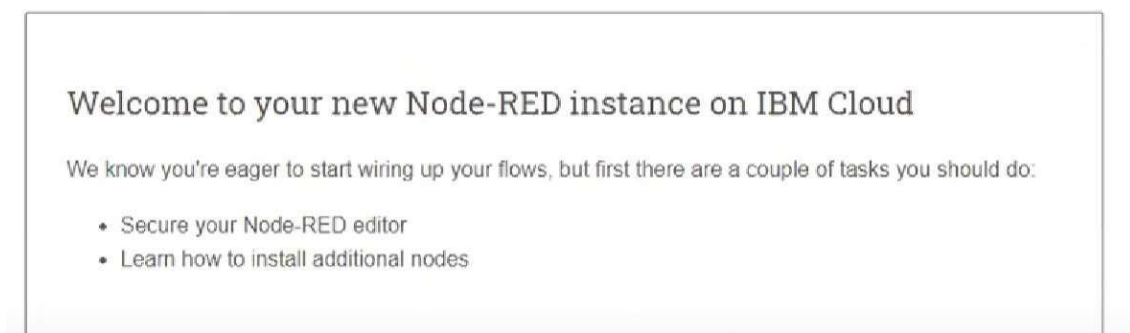 Welcome to your new Node-RED instance on IBM Cloud
We know you're eager to start wiring up your flows, but first there are a couple of tasks you should do:
• Secure your Node-RED editor
• Learn how to install additional nodes